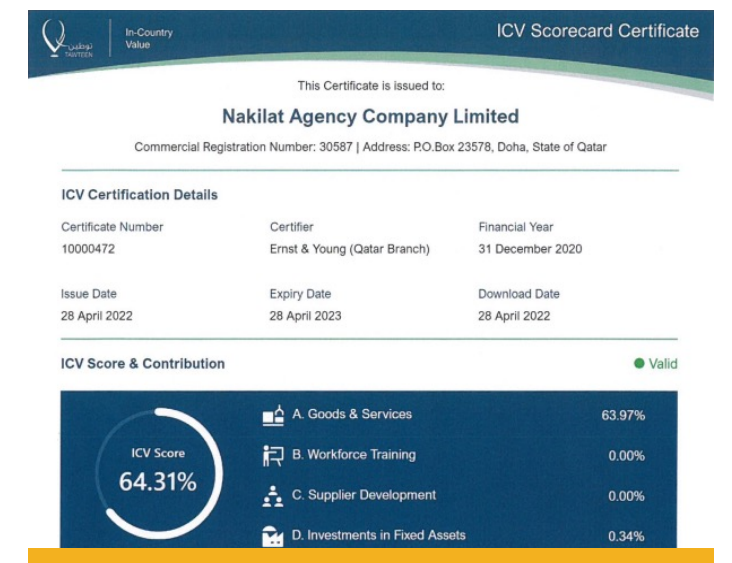 توطين
TAWTEEN
In-Country
Value
ICV Scorecard Certificate
This Certificate is issued to:
Nakilat Agency Company Limited
Commercial Registration Number: 30587 | Address: P.O.Box 23578, Doha, State of Qatar
ICV Certification Details
Certificate Number
Certifier
Financial Year
10000472
Ernst & Young (Qatar Branch)
31 December 2020
Issue Date
Expiry Date
Download Date
28 April 2022
28 April 2023
28 April 2022
ICV Score & Contribution
Valid
ICV Score
64.31%
A. Goods & Services
63.97%
B. Workforce Training
0.00%
C. Supplier Development
0.00%
D. Investments in Fixed Assets
0.34%